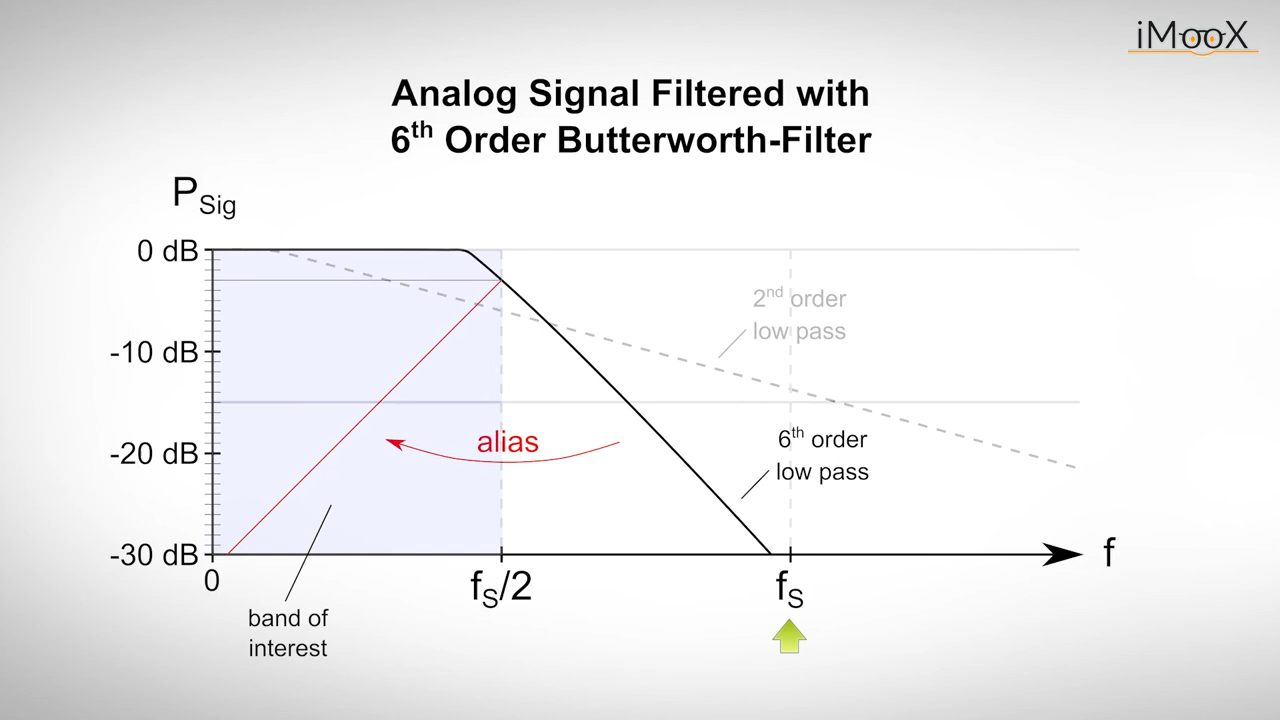 iMooX
Analog Signal Filtered with
6th Order Butterworth-Filter
PSig
0 dB
2nd order
low pass
-10 dB
alias
6th order
low pass
-20 dB
-30 dB
f
0
fS/2
fS
band of
interest